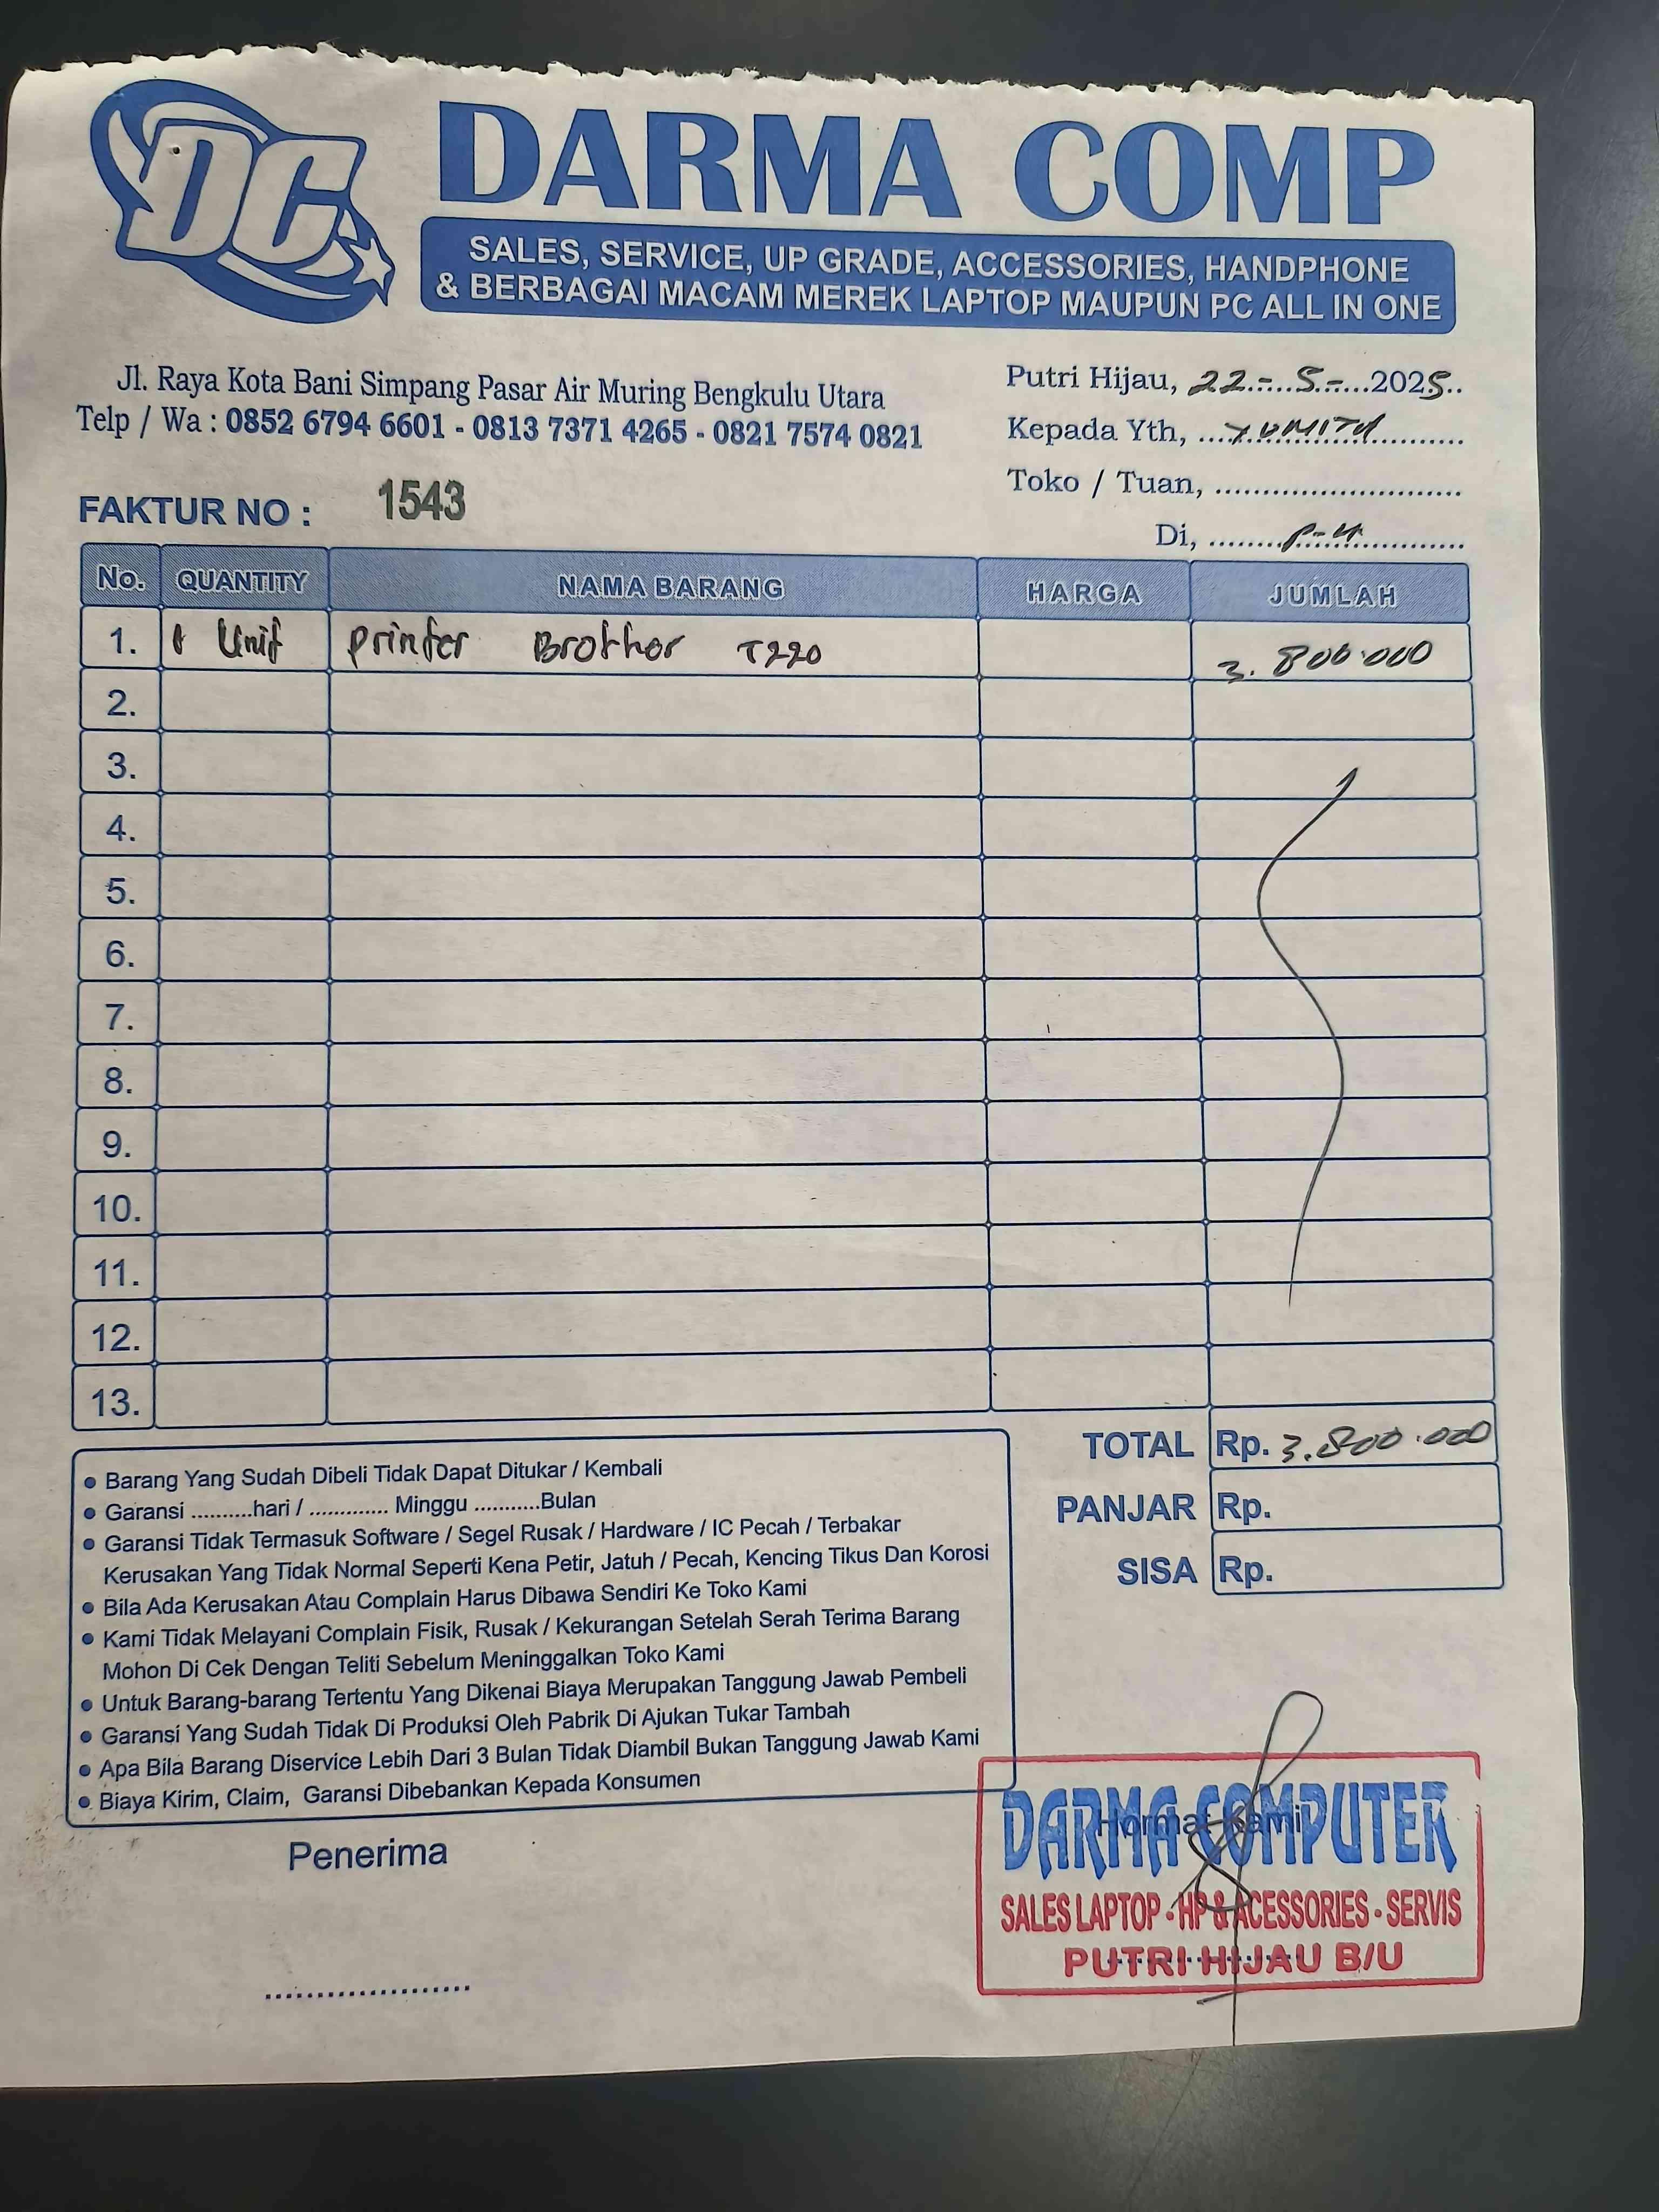 DC
DARMA COMP
SALES, SERVICE, UP GRADE, ACCESSORIES, HANDPHONE
& BERBAGAI MACAM MEREK LAPTOP MAUPUN PC ALL IN ONE
Jl. Raya Kota Bani Simpang Pasar Air Muring Bengkulu Utara
Telp / Wa : 0852 6794 6601 - 0813 7371 4265 - 0821 7574 0821
Putri Hijau, 22 - 5 - 2025
Kepada Yth, YUMITA
Toko / Tuan, ..........................
Di, P-H
FAKTUR NO : 1543
No. QUANTITY NAMA BARANG HARGA JUMLAH
1. 1 Unit Printer Brother T220 3.800.000
2.
3.
4.
5.
6.
7.
8.
9.
10.
11.
12.
13.
TOTAL Rp. 3.800.000
PANJAR Rp.
SISA Rp.
• Barang Yang Sudah Dibeli Tidak Dapat Ditukar / Kembali
• Garansi ..........hari / ............. Minggu ...........Bulan
• Garansi Tidak Termasuk Software / Segel Rusak / Hardware / IC Pecah / Terbakar
Kerusakan Yang Tidak Normal Seperti Kena Petir, Jatuh / Pecah, Kencing Tikus Dan Korosi
• Bila Ada Kerusakan Atau Complain Harus Dibawa Sendiri Ke Toko Kami
• Kami Tidak Melayani Complain Fisik, Rusak / Kekurangan Setelah Serah Terima Barang
Mohon Di Cek Dengan Teliti Sebelum Meninggalkan Toko Kami
• Untuk Barang-barang Tertentu Yang Dikenai Biaya Merupakan Tanggung Jawab Pembeli
• Garansi Yang Sudah Tidak Di Produksi Oleh Pabrik Di Ajukan Tukar Tambah
• Apa Bila Barang Diservice Lebih Dari 3 Bulan Tidak Diambil Bukan Tanggung Jawab Kami
• Biaya Kirim, Claim, Garansi Dibebankan Kepada Konsumen
Penerima
Hormat Kami
DARMA COMPUTER
SALES LAPTOP - HP & ACESSORIES - SERVIS
PUTRI HIJAU B/U